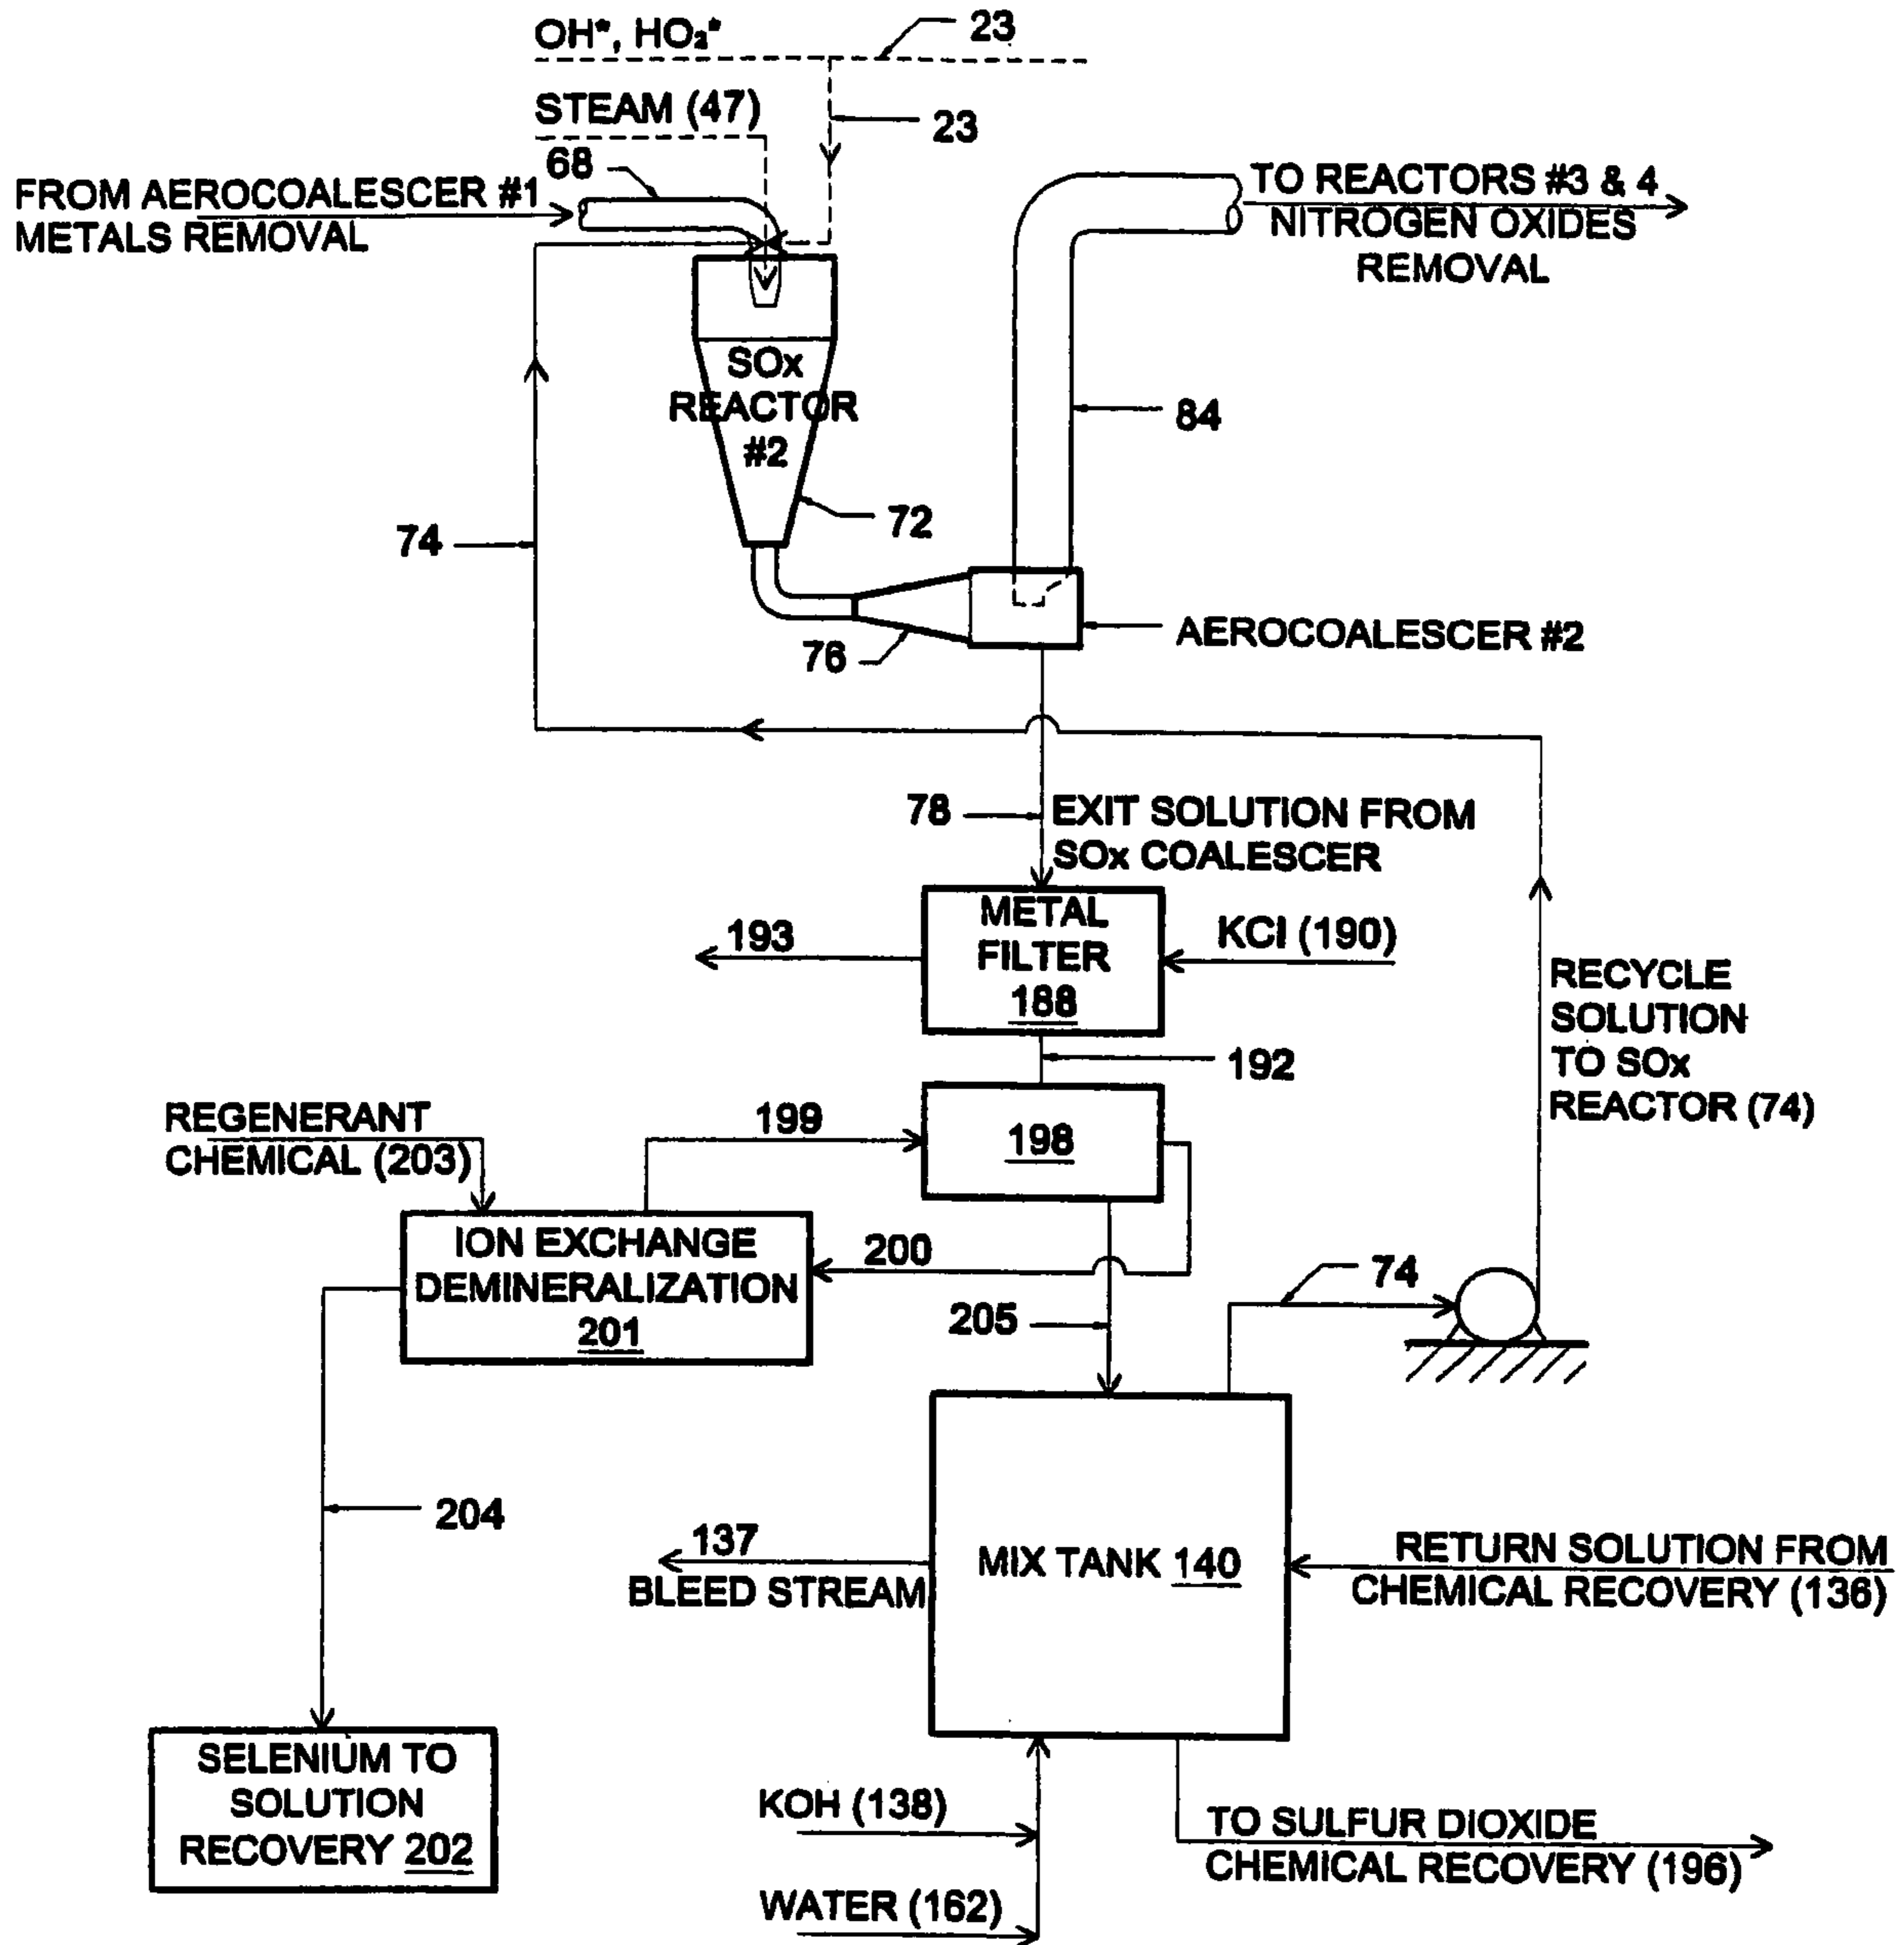 OH*, HO₂*
23
STEAM (47)
23
68
FROM AEROCOALESCER #1
METALS REMOVAL
TO REACTORS #3 & 4
NITROGEN OXIDES
REMOVAL
SOx
REACTOR
#2
84
72
74
76
AEROCOALESCER #2
78
EXIT SOLUTION FROM
SOx COALESCER
METAL
FILTER
188
193
KCl (190)
RECYCLE
SOLUTION
TO SOx
REACTOR (74)
192
REGENERANT
CHEMICAL (203)
199
198
ION EXCHANGE
DEMINERALIZATION
201
200
74
205
204
137
BLEED STREAM
MIX TANK 140
RETURN SOLUTION FROM
CHEMICAL RECOVERY (136)
SELENIUM TO
SOLUTION
RECOVERY 202
KOH (138)
TO SULFUR DIOXIDE
CHEMICAL RECOVERY (196)
WATER (162)